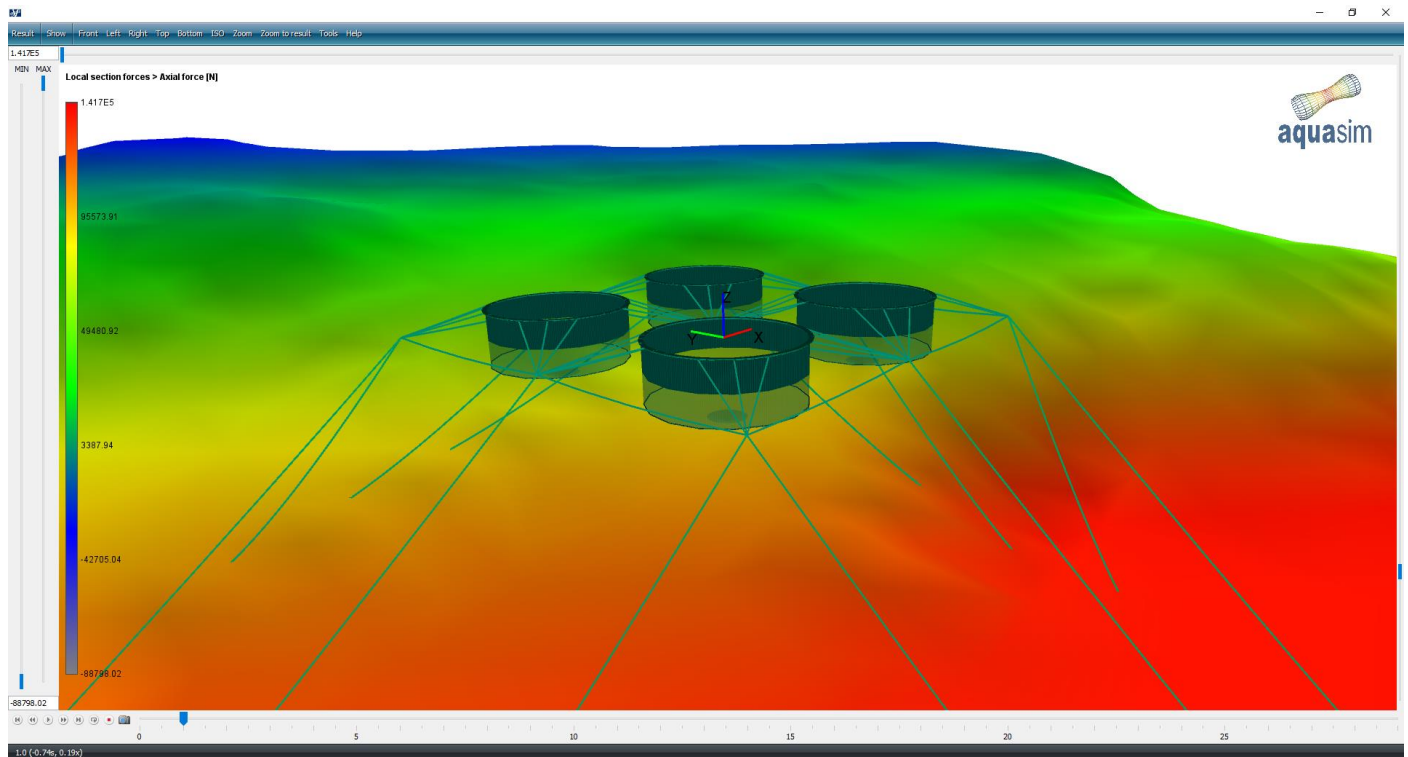 Result Show Front Left Right Top Bottom ISO Zoom Zoom to result Tools Help
1.417E5
MIN MAX
Local section forces > Axial force [N]
1.417E5
95573.91
49480.92
3387.94
-42705.04
-88798.02
aquasim
Z
Y
X
-88798.02
0 5 10 15 20 25
1.0 (-0.74s, 0.19x)